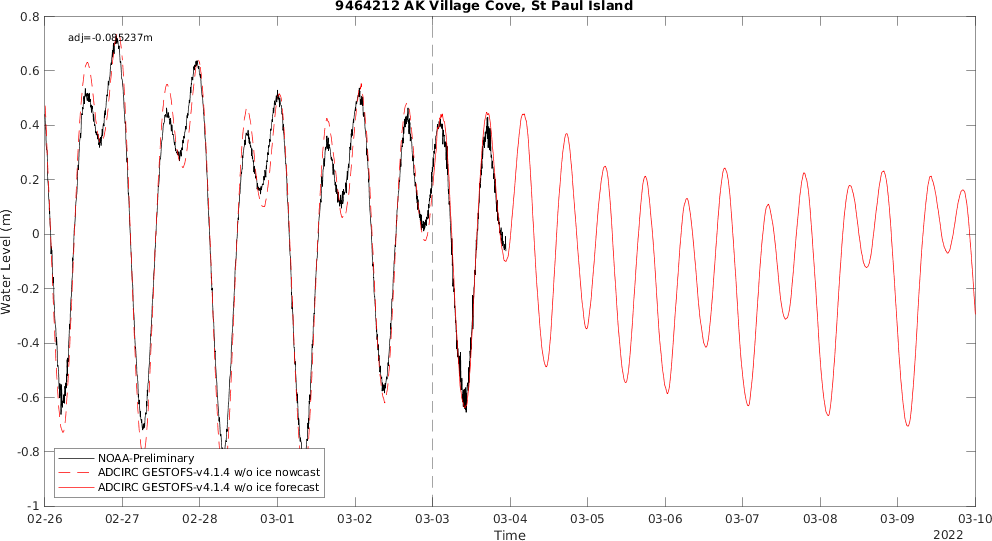 9464212 AK Village Cove, St Paul Island
adj=-0.085237m
Water Level (m)
0.8
0.6
0.4
0.2
0
-0.2
-0.4
-0.6
-0.8
-1
NOAA-Preliminary
ADCIRC GESTOFS-v4.1.4 w/o ice nowcast
ADCIRC GESTOFS-v4.1.4 w/o ice forecast
02-26 02-27 02-28 03-01 03-02 03-03 03-04 03-05 03-06 03-07 03-08 03-09 03-10
Time
2022